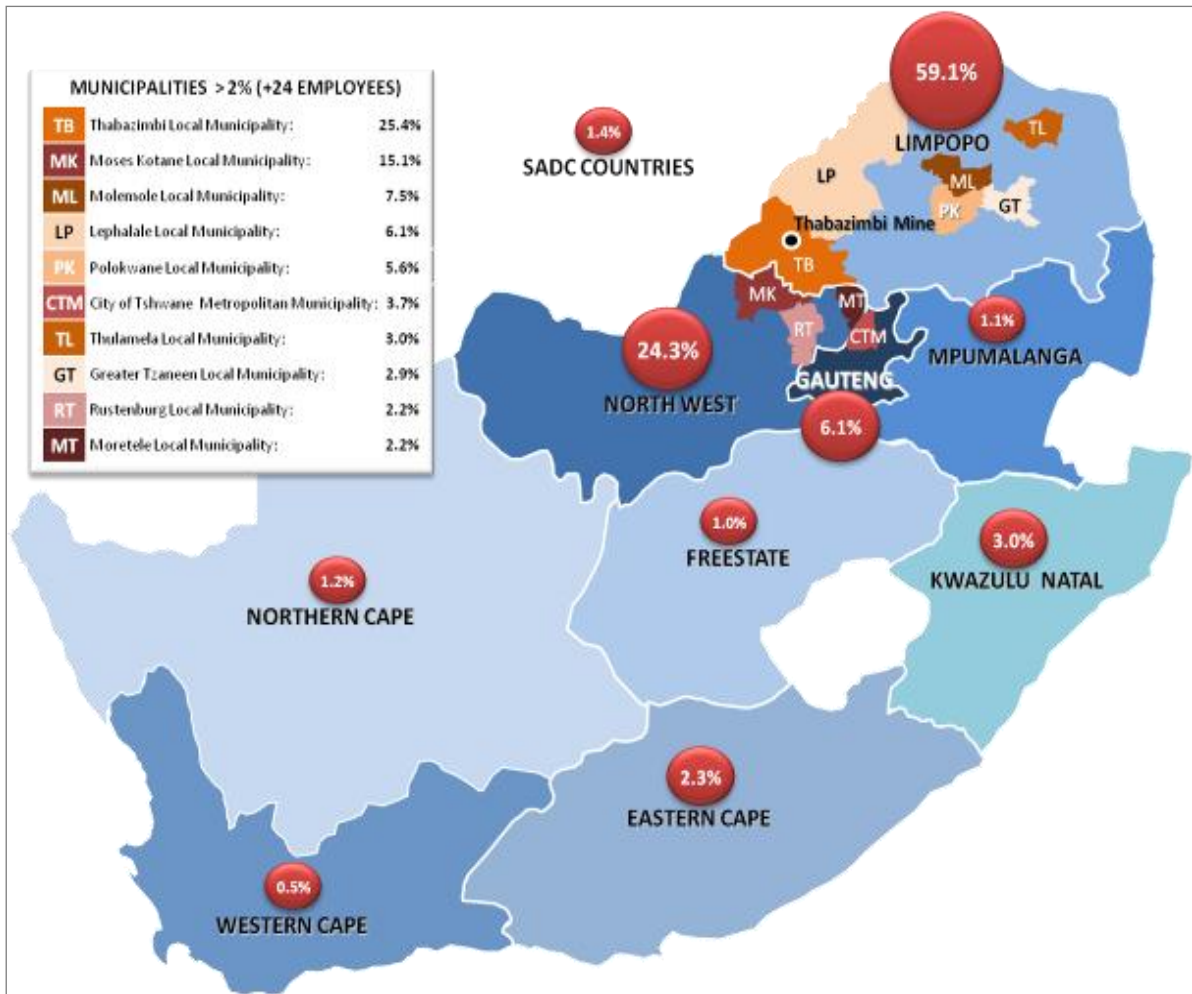 MUNICIPALITIES >2% (+24 EMPLOYEES)
TB Thabazimbi Local Municipality: 25.4%
MK Moses Kotane Local Municipality: 15.1%
ML Molemole Local Municipality: 7.5%
LP Lephalale Local Municipality: 6.1%
PK Polokwane Local Municipality: 5.6%
CTM City of Tshwane Metropolitan Municipality: 3.7%
TL Thulamela Local Municipality: 3.0%
GT Greater Tzaneen Local Municipality: 2.9%
RT Rustenburg Local Municipality: 2.2%
MT Moretele Local Municipality: 2.2%
59.1%
LIMPOPO
1.4%
SADC COUNTRIES
TL
LP
ML
PK
GT
Thabazimbi Mine
TB
MK
MT
RT
CTM
24.3%
NORTH WEST
1.1%
MPUMALANGA
GAUTENG
6.1%
1.0%
FREESTATE
3.0%
KWAZULU NATAL
1.2%
NORTHERN CAPE
2.3%
EASTERN CAPE
0.5%
WESTERN CAPE